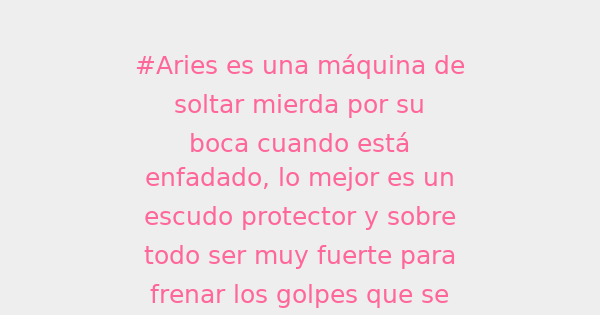 #Aries es una máquina de
soltar mierda por su
boca cuando está
enfadado, lo mejor es un
escudo protector y sobre
todo ser muy fuerte para
frenar los golpes que se